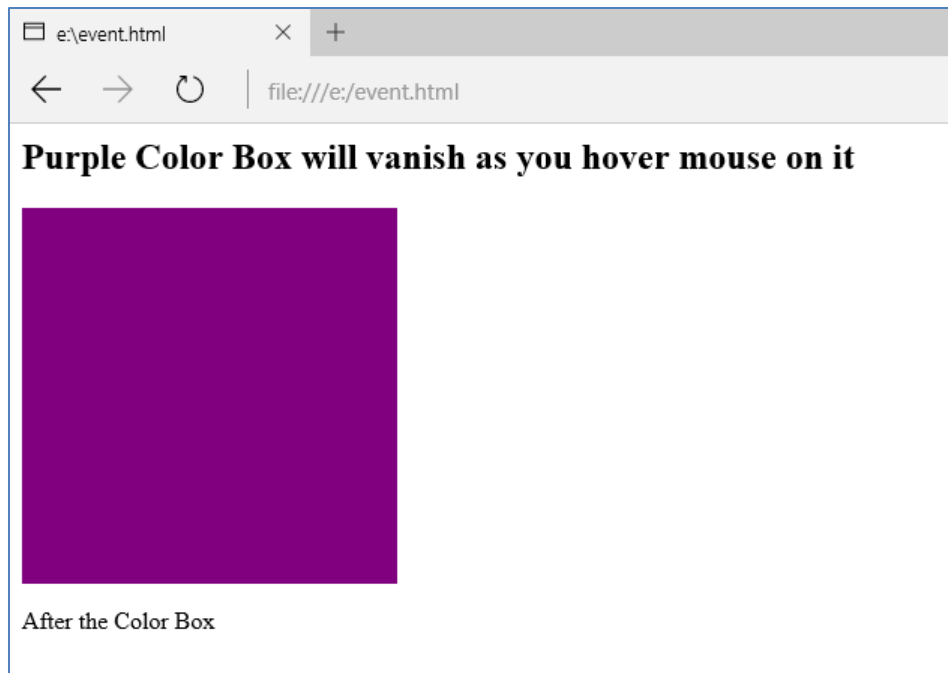 e:\event.html
file:///e:/event.html
Purple Color Box will vanish as you hover mouse on it
After the Color Box